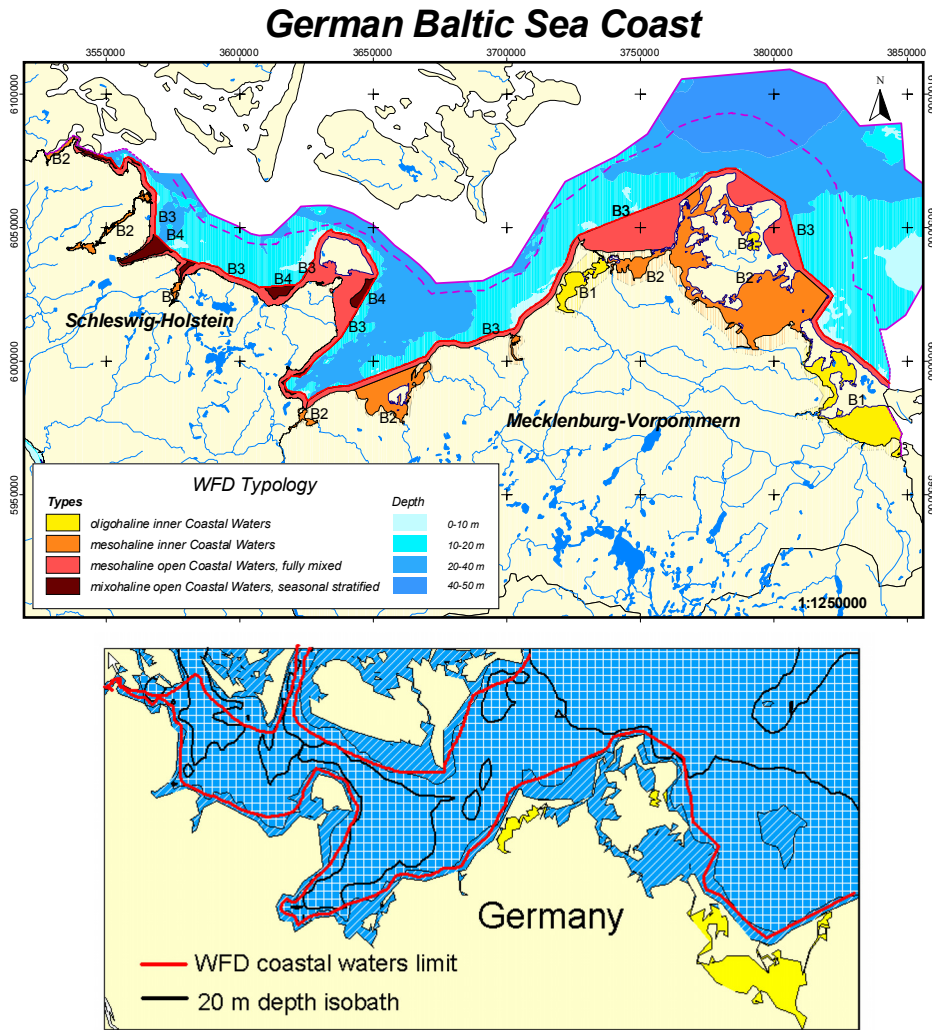 German Baltic Sea Coast
3550000 3600000 3650000 3700000 3750000 3800000 3850000
6100000 6100000
N
B2
B3
B2 B4
B3 B3
B4 B4
B2
B3
B3
B3
B1
B2 B2
B1
B3
6050000 6050000
Schleswig-Holstein
B3
6000000 6000000
B2
B2
B1
Mecklenburg-Vorpommern
5950000 5950000
WFD Typology
Types Depth
oligohaline inner Coastal Waters 0-10 m
mesohaline inner Coastal Waters 10-20 m
mesohaline open Coastal Waters, fully mixed 20-40 m
mixohaline open Coastal Waters, seasonal stratified 40-50 m
1:1250000
Germany
WFD coastal waters limit
20 m depth isobath